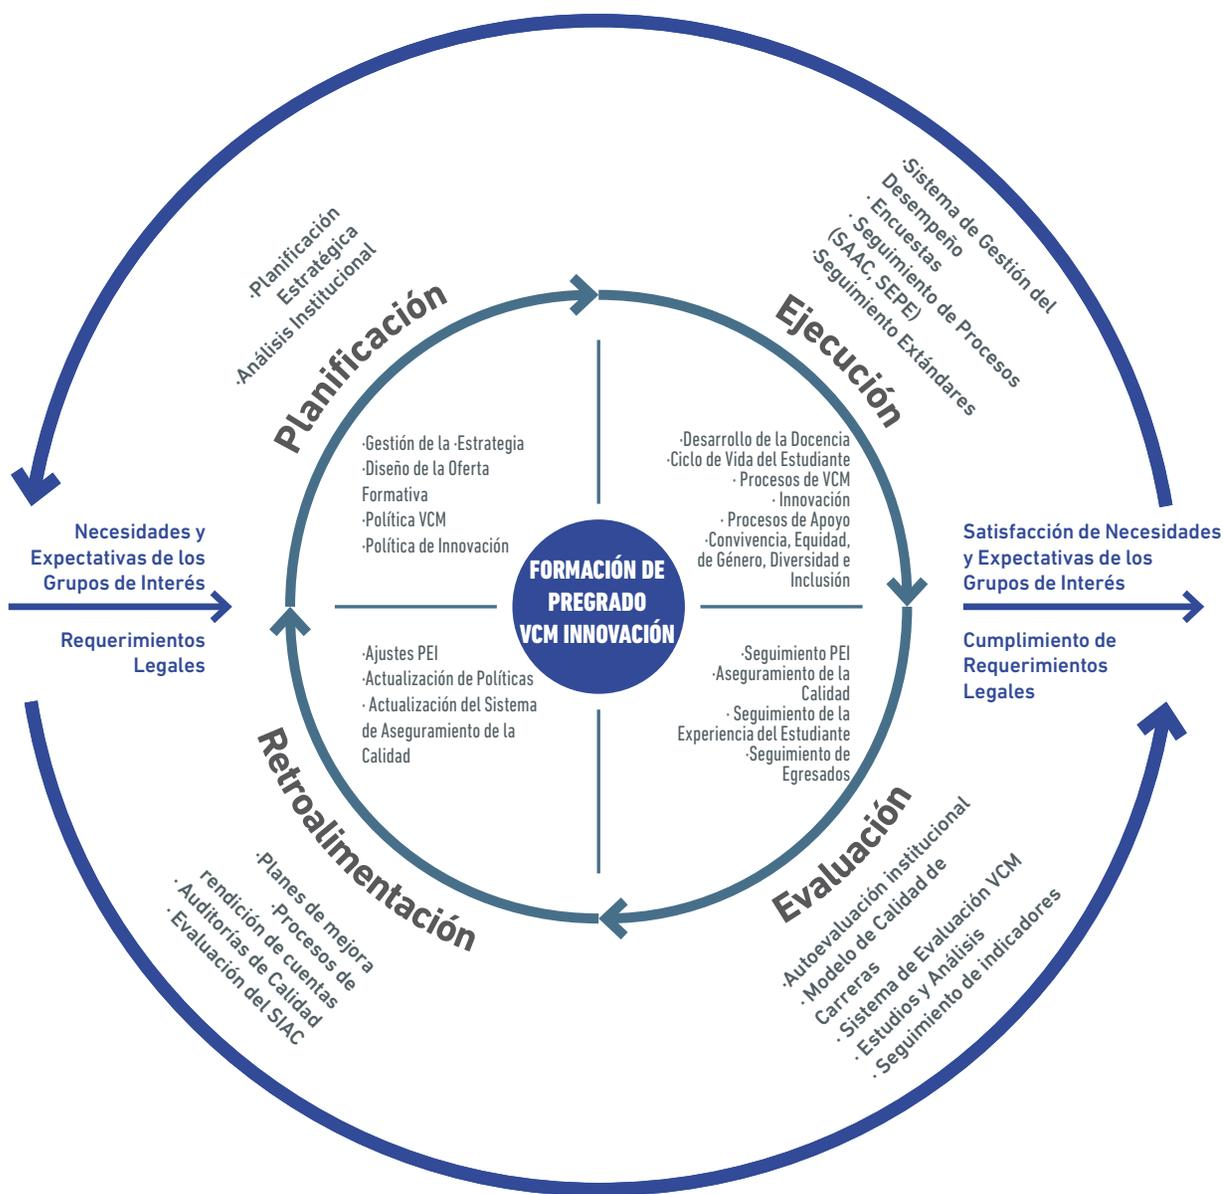 ·Planificación
Estratégica
·Análisis Institucional
Planificación
·Sistema de Gestión del
Desempeño
· Encuestas
· Seguimiento de Procesos
(SAAC, SEPE)
·Seguimiento Extándares
Ejecución
·Gestión de la ·Estrategia
·Diseño de la Oferta
Formativa
·Política VCM
·Política de Innovación
·Desarrollo de la Docencia
·Ciclo de Vida del Estudiante
· Procesos de VCM
· Innovación
· Procesos de Apoyo
·Convivencia, Equidad,
de Género, Diversidad e
Inclusión
Necesidades y
Expectativas de los
Grupos de Interés
Requerimientos
Legales
FORMACIÓN DE
PREGRADO
VCM INNOVACIÓN
Satisfacción de Necesidades
y Expectativas de los
Grupos de Interés
Cumplimiento de
Requerimientos
Legales
·Ajustes PEI
·Actualización de Políticas
· Actualización del Sistema
de Aseguramiento de la
Calidad
·Seguimiento PEI
·Aseguramiento de la
Calidad
· Seguimiento de la
Experiencia del Estudiante
·Seguimiento de
Egresados
Retroalimentación
·Planes de mejora
·Procesos de
rendición de cuentas
· Auditorías de Calidad
· Evaluación del SIAC
Evaluación
·Autoevaluación institucional
· Modelo de Calidad de
Carreras
· Sistema de Evaluación VCM
· Estudios y Análisis
· Seguimiento de indicadores